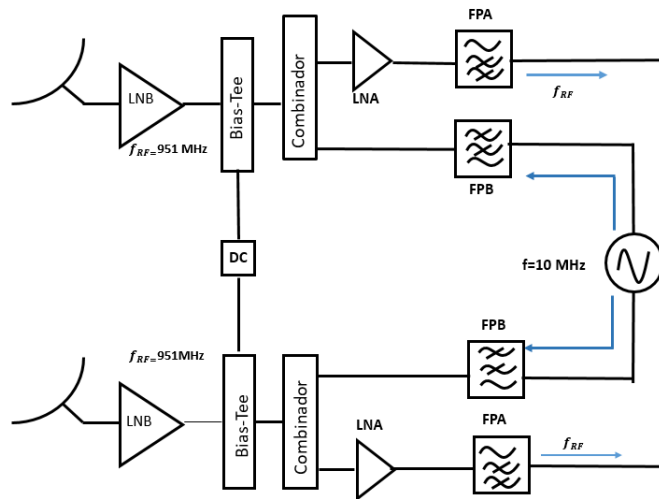 FPA
LNB
Bias-Tee
Combinador
LNA
f_RF
f_RF=951 MHz
FPB
DC
f=10 MHz
FPB
f_RF=951MHz
LNB
Bias-Tee
Combinador
LNA
FPA
f_RF